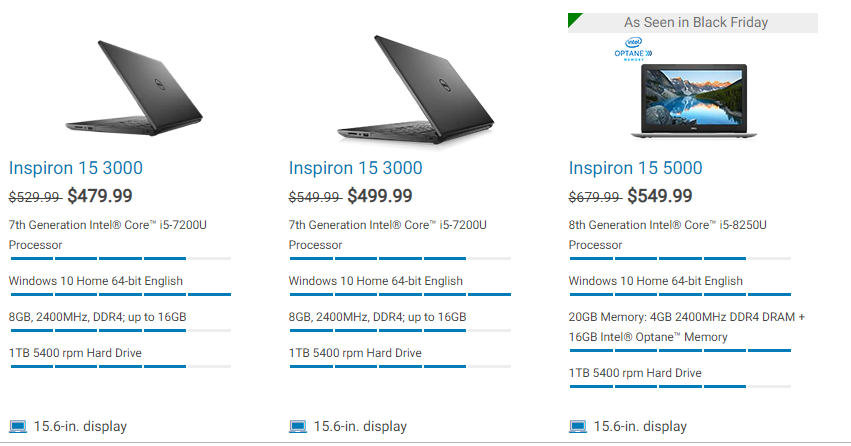 As Seen in Black Friday
intel
OPTANE
MEMORY
Inspiron 15 3000
$529.99 $479.99
7th Generation Intel® Core™ i5-7200U
Processor
Windows 10 Home 64-bit English
8GB, 2400MHz, DDR4; up to 16GB
1TB 5400 rpm Hard Drive
15.6-in. display
Inspiron 15 3000
$549.99 $499.99
7th Generation Intel® Core™ i5-7200U
Processor
Windows 10 Home 64-bit English
8GB, 2400MHz, DDR4; up to 16GB
1TB 5400 rpm Hard Drive
15.6-in. display
Inspiron 15 5000
$679.99 $549.99
8th Generation Intel® Core™ i5-8250U
Processor
Windows 10 Home 64-bit English
20GB Memory: 4GB 2400MHz DDR4 DRAM +
16GB Intel® Optane™ Memory
1TB 5400 rpm Hard Drive
15.6-in. display